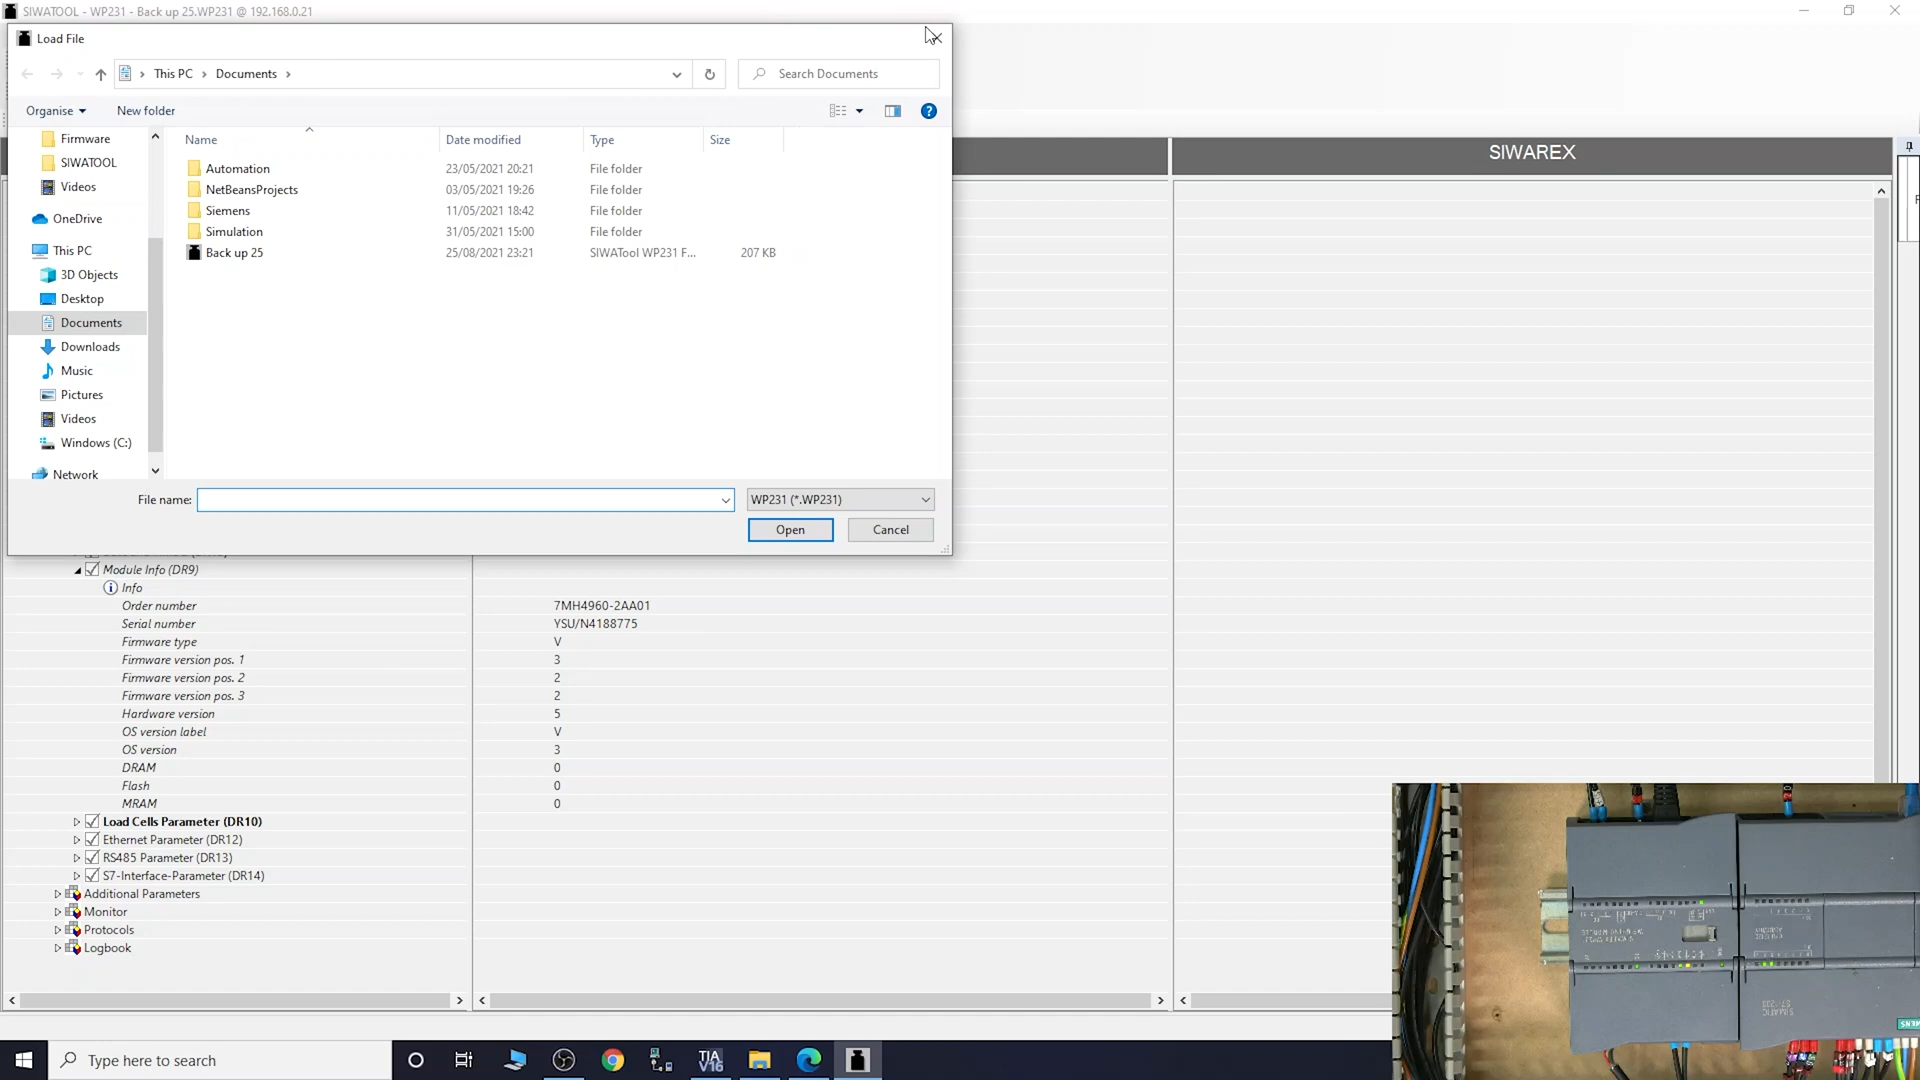 SIWATOOL - WP231 - Back up 25.WP231 @ 192.168.0.21
Load File
This PC
Documents
Search Documents
Organise
New folder
Name
Date modified
Type
Size
Firmware
SIWATOOL
Videos
OneDrive
This PC
3D Objects
Desktop
Documents
Downloads
Music
Pictures
Videos
Windows (C:)
Network
Automation 23/05/2021 20:21 File folder
NetBeansProjects 03/05/2021 19:26 File folder
Siemens 11/05/2021 18:42 File folder
Simulation 31/05/2021 15:00 File folder
Back up 25 25/08/2021 23:21 SIWATool WP231 F... 207 KB
File name:
WP231 (*.WP231)
Open
Cancel
SIWAREX
Module Info (DR9)
Info
Order number 7MH4960-2AA01
Serial number YSU/N4188775
Firmware type V
Firmware version pos. 1 3
Firmware version pos. 2 2
Firmware version pos. 3 2
Hardware version 5
OS version label V
OS version 3
DRAM 0
Flash 0
MRAM 0
Load Cells Parameter (DR10)
Ethernet Parameter (DR12)
RS485 Parameter (DR13)
S7-Interface-Parameter (DR14)
Additional Parameters
Monitor
Protocols
Logbook
Type here to search
TIA
V16
SIMATIC
S7-1200